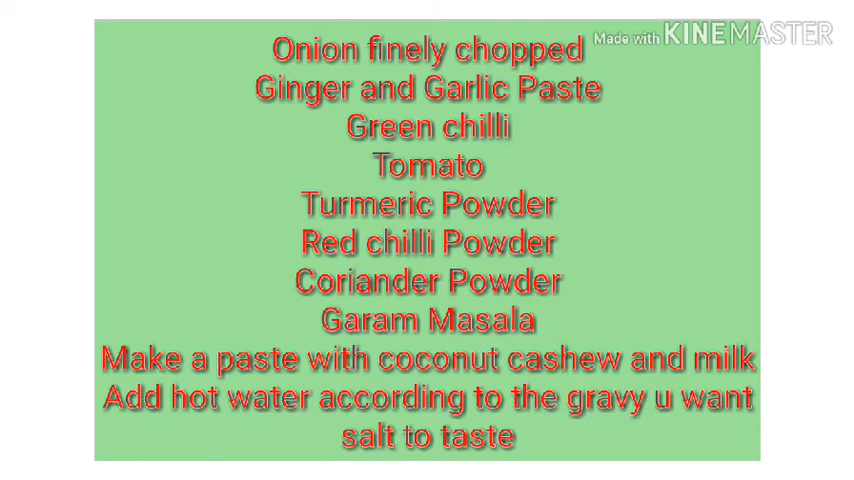 Made with KINEMASTER
Onion finely chopped
Ginger and Garlic Paste
Green chilli
Tomato
Turmeric Powder
Red chilli Powder
Coriander Powder
Garam Masala
Make a paste with coconut cashew and milk
Add hot water according to the gravy u want
salt to taste